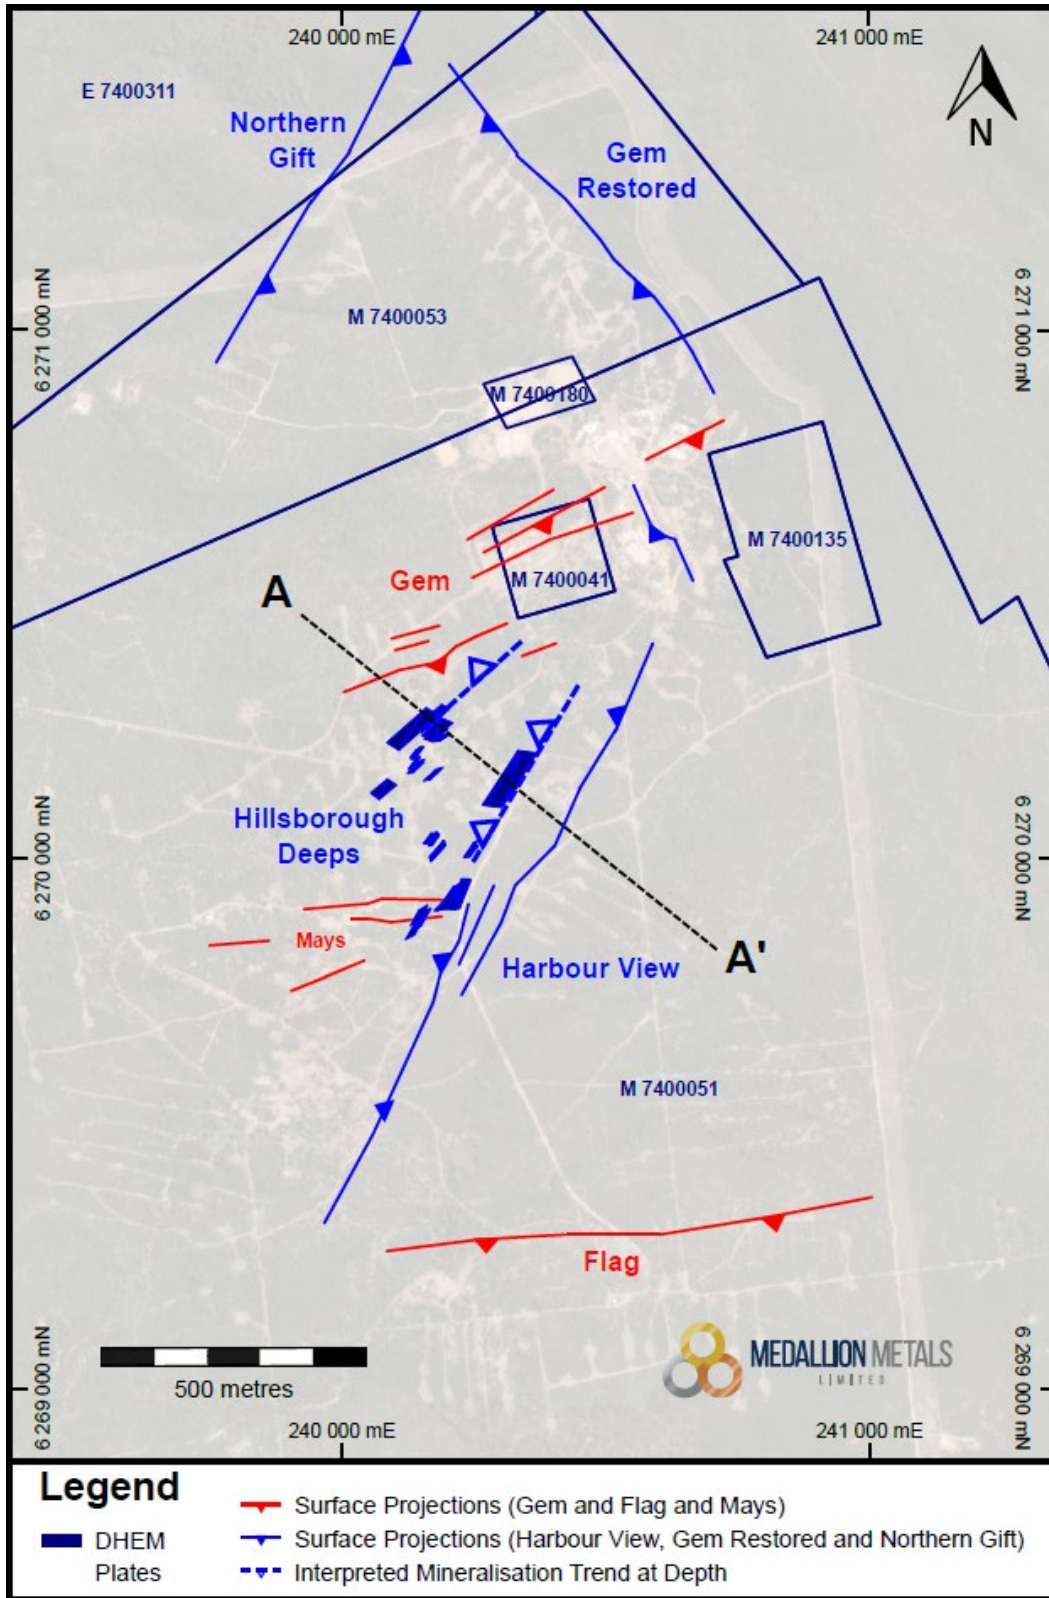 240 000 mE
241 000 mE
E 7400311
Northern
Gift
Gem
Restored
N
6 271 000 mN
6 271 000 mN
M 7400053
M 7400180
M 7400135
M 7400041
Gem
A
Hillsborough
Deeps
6 270 000 mN
6 270 000 mN
Mays
Harbour View
A'
M 7400051
Flag
MEDALLION METALS
LIMITED
500 metres
6 269 000 mN
6 269 000 mN
240 000 mE
241 000 mE
Legend
DHEM
Plates
Surface Projections (Gem and Flag and Mays)
Surface Projections (Harbour View, Gem Restored and Northern Gift)
Interpreted Mineralisation Trend at Depth